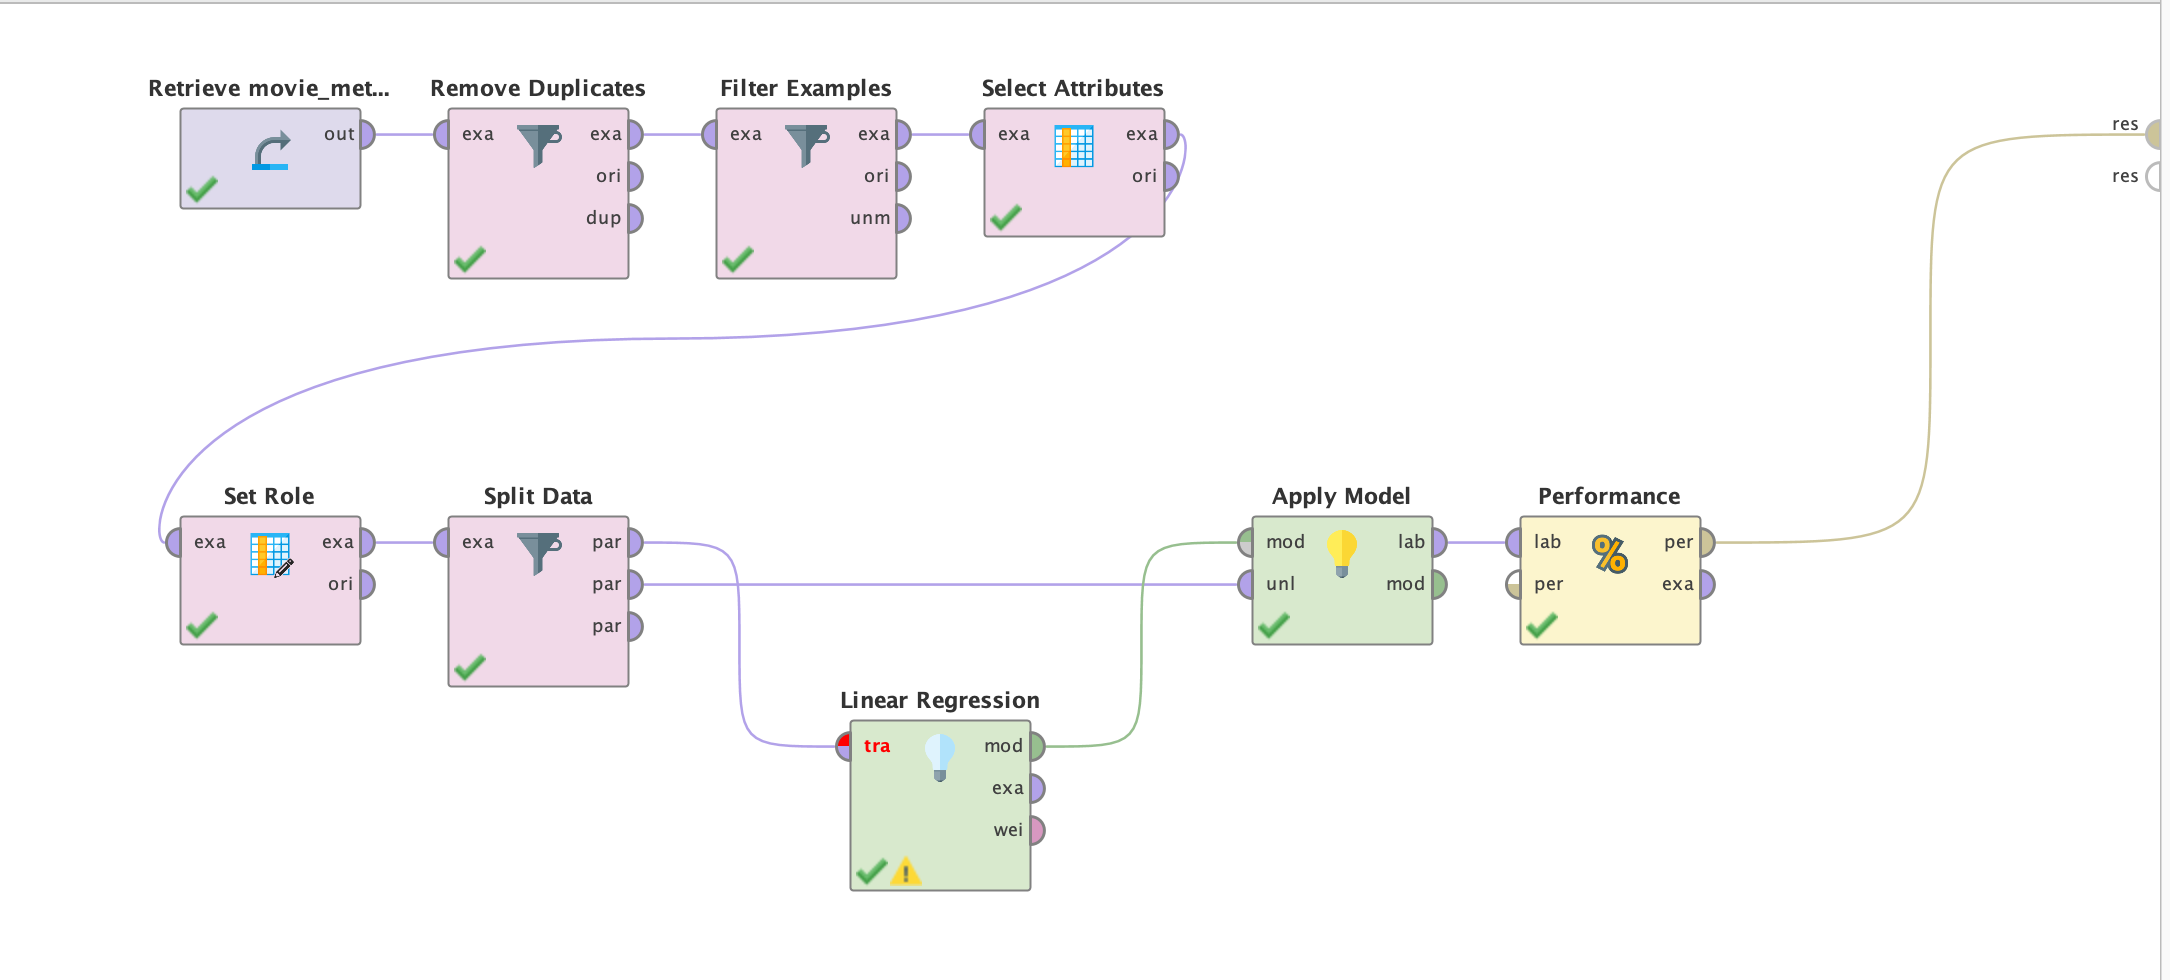 Retrieve movie_met...
out
Remove Duplicates
exa
exa
ori
dup
Filter Examples
exa
exa
ori
unm
Select Attributes
exa
exa
ori
res
res
Set Role
exa
exa
ori
Split Data
exa
par
par
par
Linear Regression
tra
mod
exa
wei
Apply Model
mod
lab
unl
mod
Performance
lab
per
per
exa